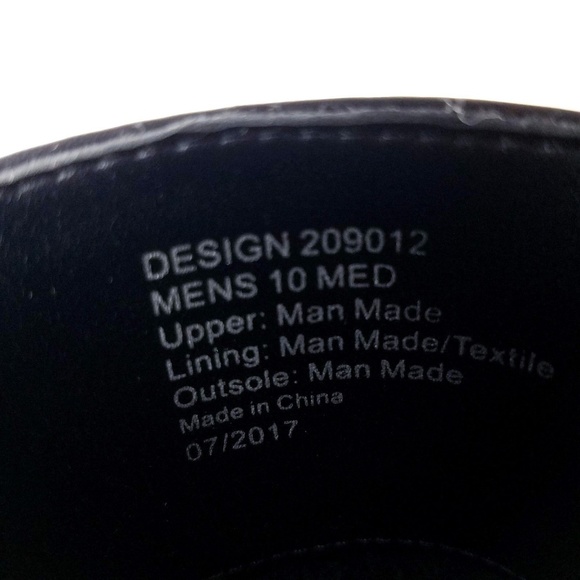 DESIGN 209012
MENS 10 MED
Upper: Man Made
Lining: Man Made/Textile
Outsole: Man Made
Made in China
07/2017